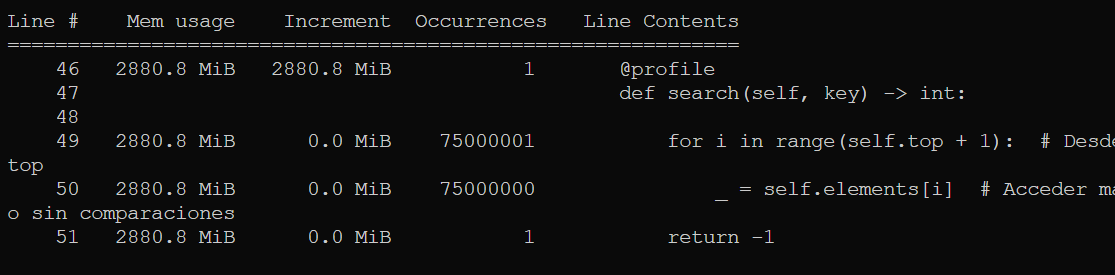 Line #    Mem usage    Increment  Occurrences   Line Contents
=============================================================
    46   2880.8 MiB   2880.8 MiB           1       @profile
    47                                             def search(self, key) -> int:
    48
    49   2880.8 MiB      0.0 MiB    75000001           for i in range(self.top + 1):  # Desde
top
    50   2880.8 MiB      0.0 MiB    75000000               _ = self.elements[i]  # Acceder ma
o sin comparaciones
    51   2880.8 MiB      0.0 MiB           1           return -1